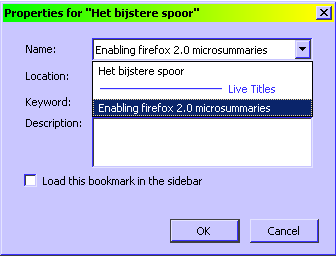 Properties for "Het bijstere spoor"
Name:
Enabling firefox 2.0 microsummaries
Het bijstere spoor
Location:
Live Titles
Keyword:
Enabling firefox 2.0 microsummaries
Description:
Load this bookmark in the sidebar
OK
Cancel